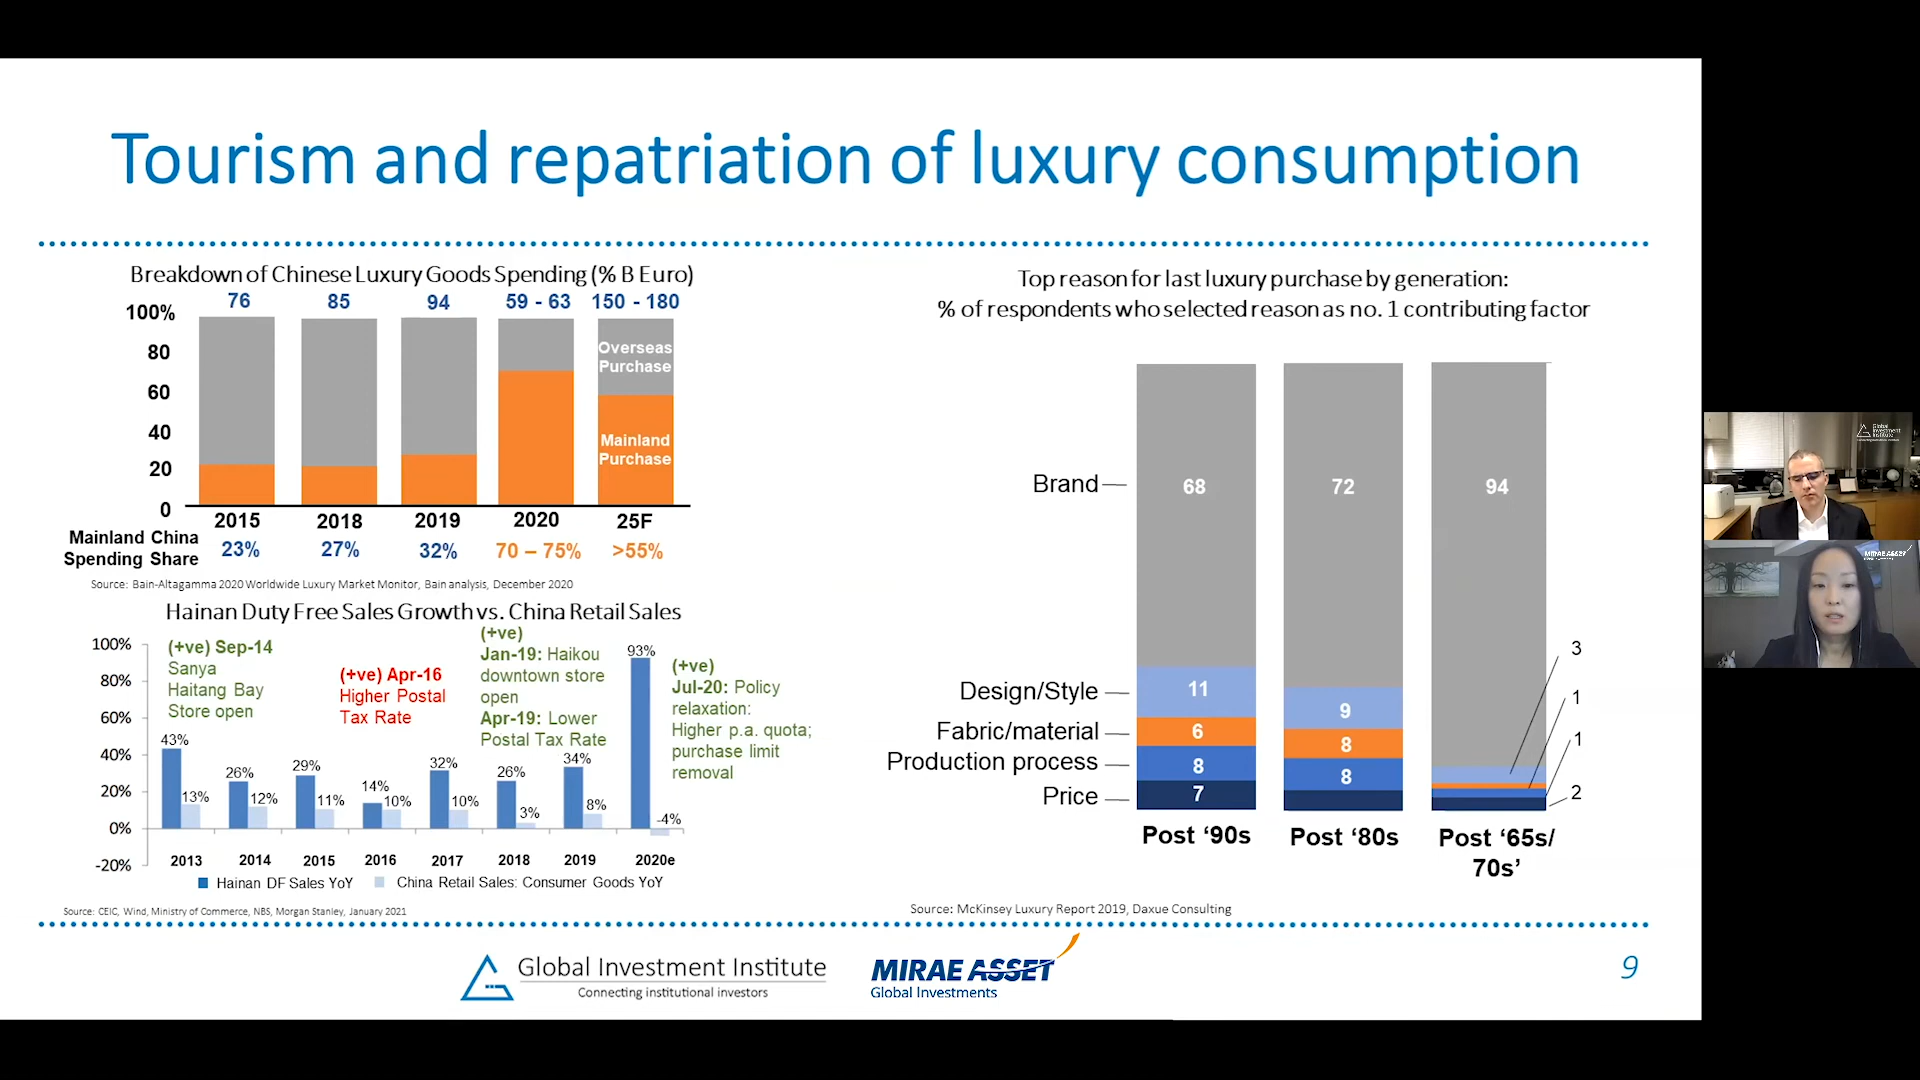 Tourism and repatriation of luxury consumption
Breakdown of Chinese Luxury Goods Spending (% B Euro)
76 85 94 59 - 63 150 - 180
100%
80
60
40
20
0
Overseas
Purchase
Mainland
Purchase
2015 2018 2019 2020 25F
Mainland China
Spending Share
23% 27% 32% 70 – 75% >55%
Source: Bain-Altagamma 2020 Worldwide Luxury Market Monitor, Bain analysis, December 2020
Hainan Duty Free Sales Growth vs. China Retail Sales
100%
80%
60%
40%
20%
0%
-20%
(+ve) Sep-14
Sanya
Haitang Bay
Store open
(+ve) Apr-16
Higher Postal
Tax Rate
(+ve)
Jan-19: Haikou
downtown store
open
Apr-19: Lower
Postal Tax Rate
(+ve)
Jul-20: Policy
relaxation:
Higher p.a. quota;
purchase limit
removal
43% 26% 29% 14% 32% 26% 34% 93%
13% 12% 11% 10% 10% 3% 8% -4%
2013 2014 2015 2016 2017 2018 2019 2020e
Hainan DF Sales YoY China Retail Sales: Consumer Goods YoY
Source: CEIC, Wind, Ministry of Commerce, NBS, Morgan Stanley, January 2021
Top reason for last luxury purchase by generation:
% of respondents who selected reason as no. 1 contributing factor
Brand 68 72 94
Design/Style 11 9 3
Fabric/material 6 8 1
Production process 8 8 1
Price 7 2
Post ‘90s Post ‘80s Post ‘65s/
70s’
Source: McKinsey Luxury Report 2019, Daxue Consulting
Global Investment Institute
Connecting institutional investors
MIRAE ASSET
Global Investments
9
Global
Investment
Institute
MIRAE ASSET